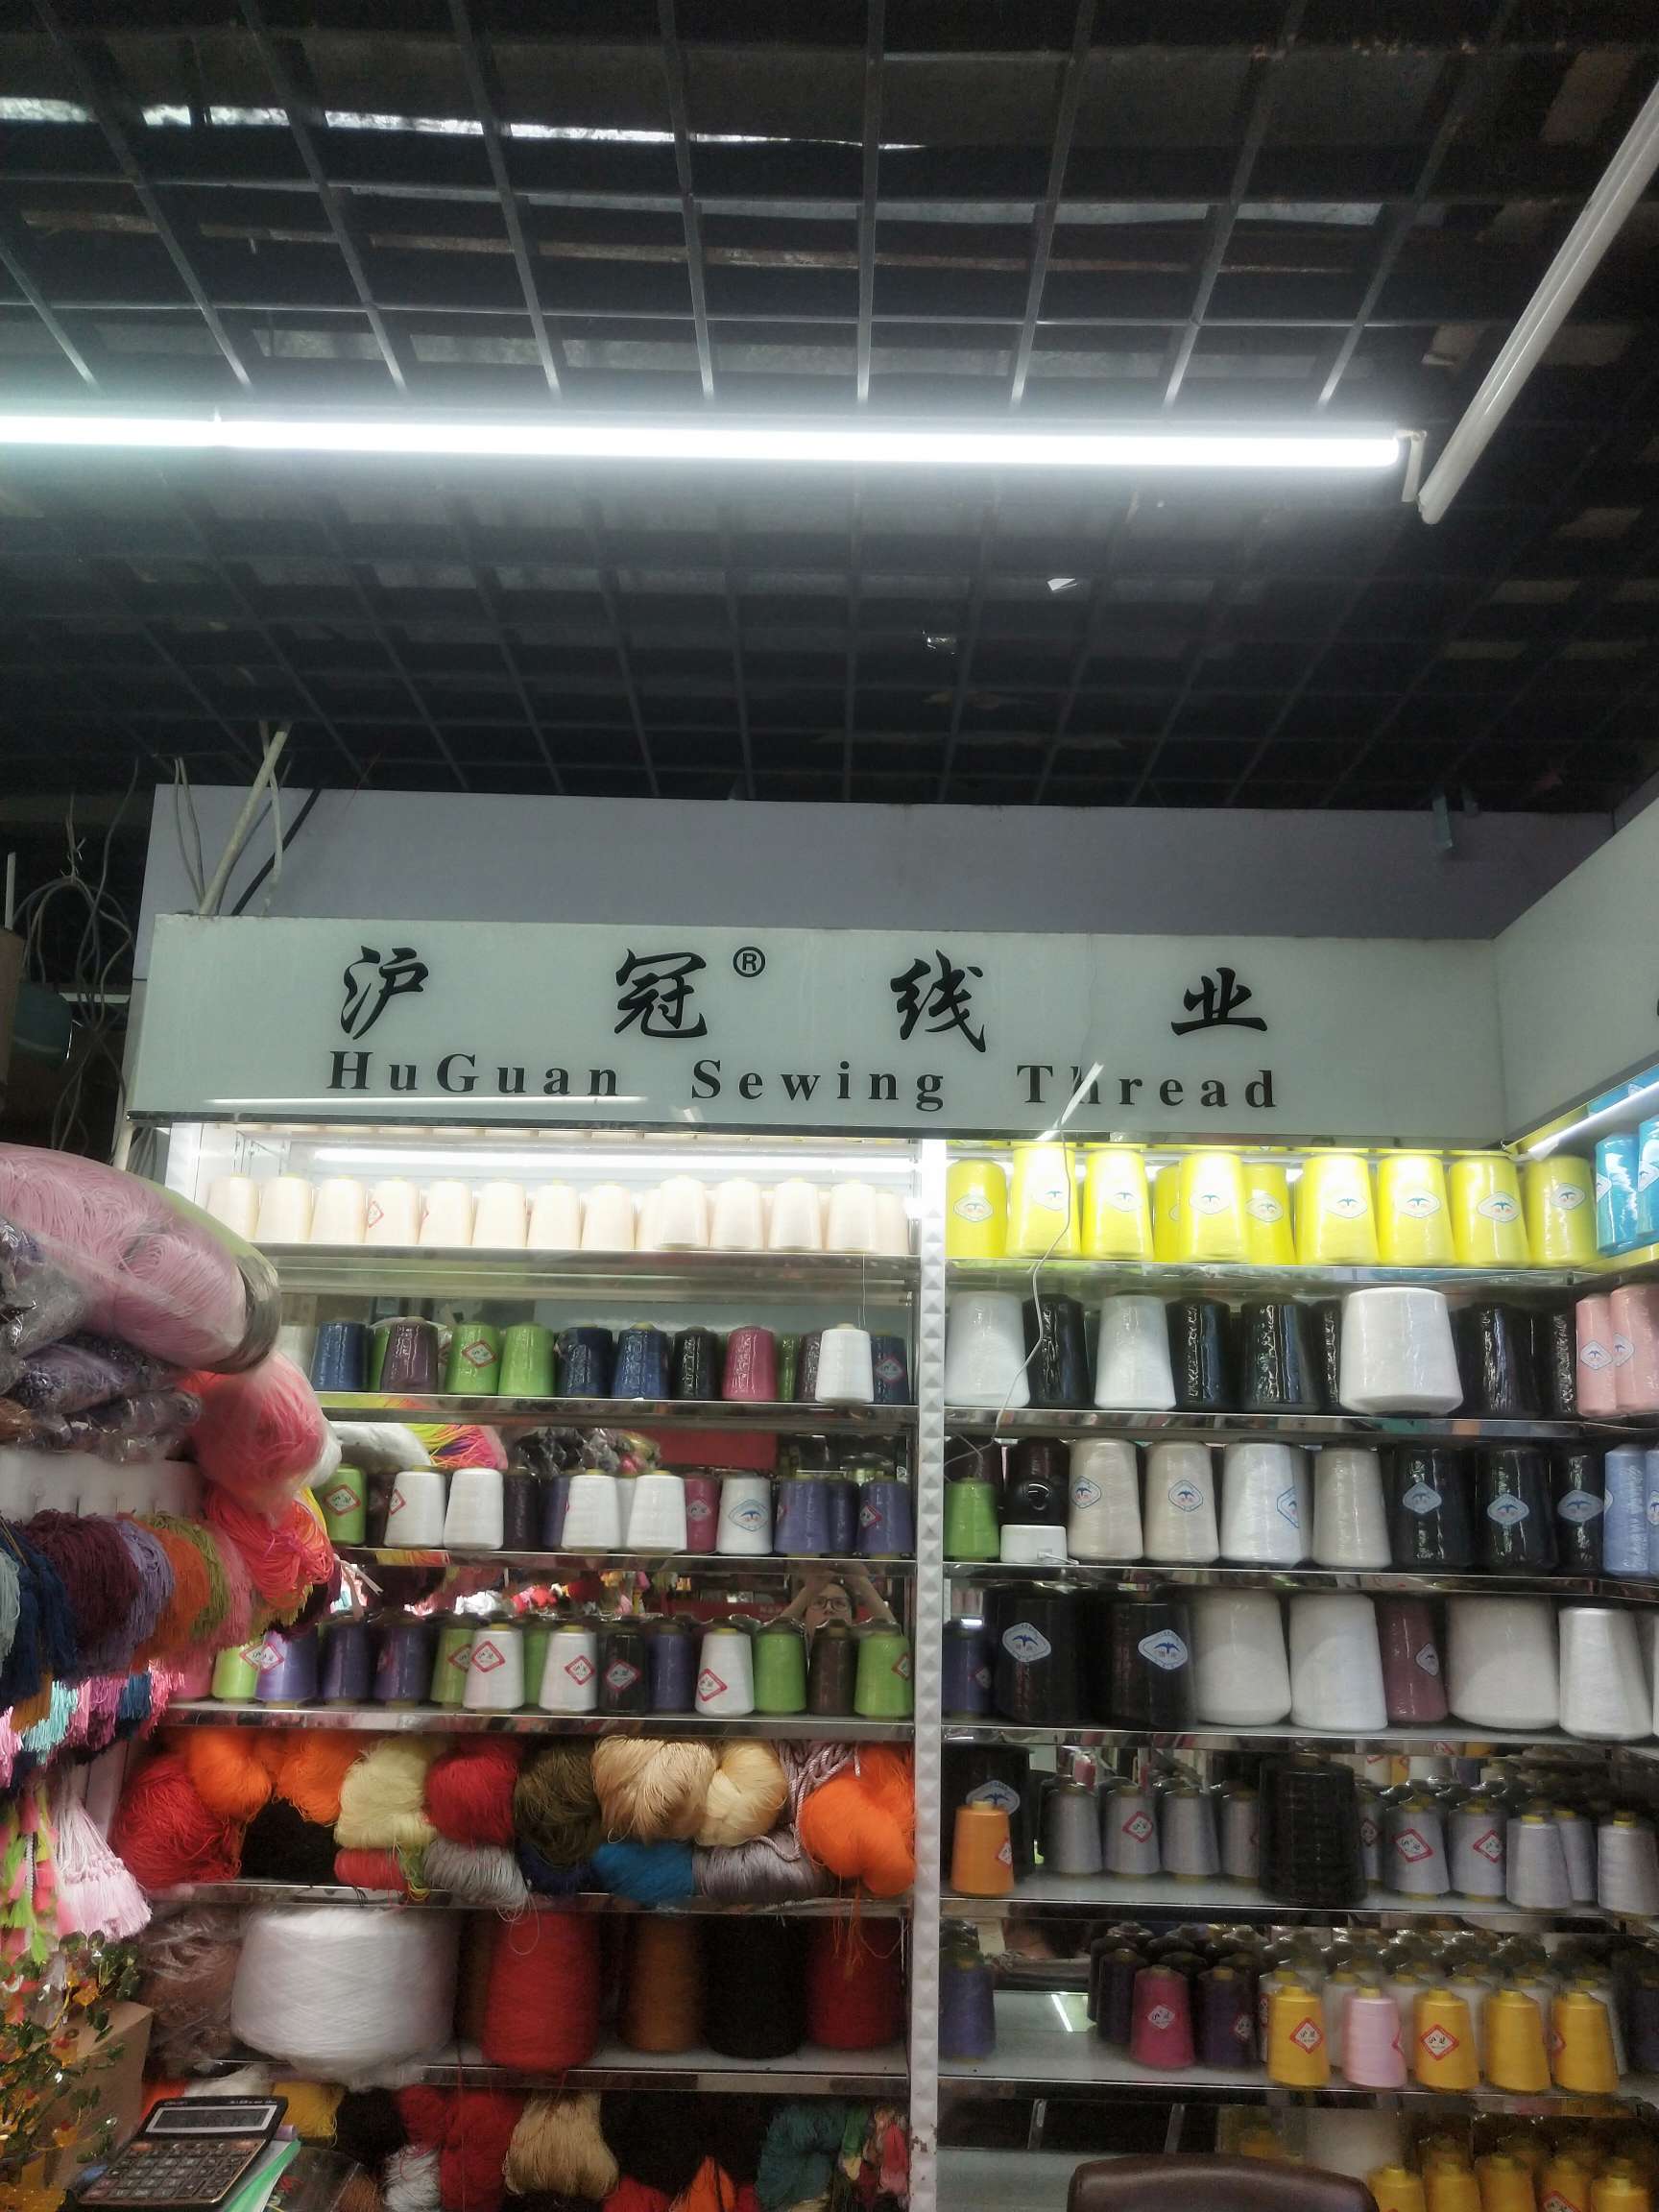 沪冠®线业
HuGuan Sewing Thread